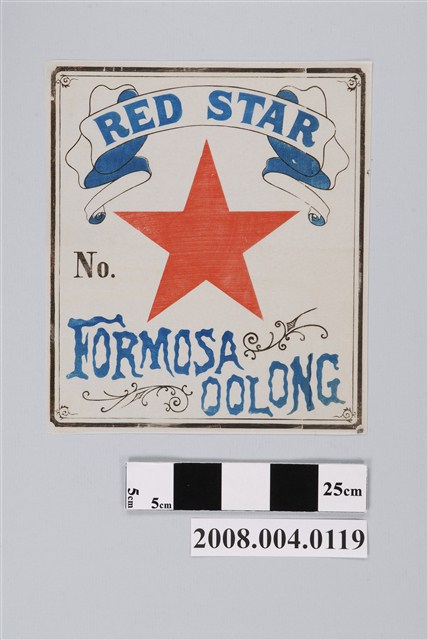 RED STAR
No.
FORMOSA
OOLONG
5cm
5cm
25cm
2008.004.0119